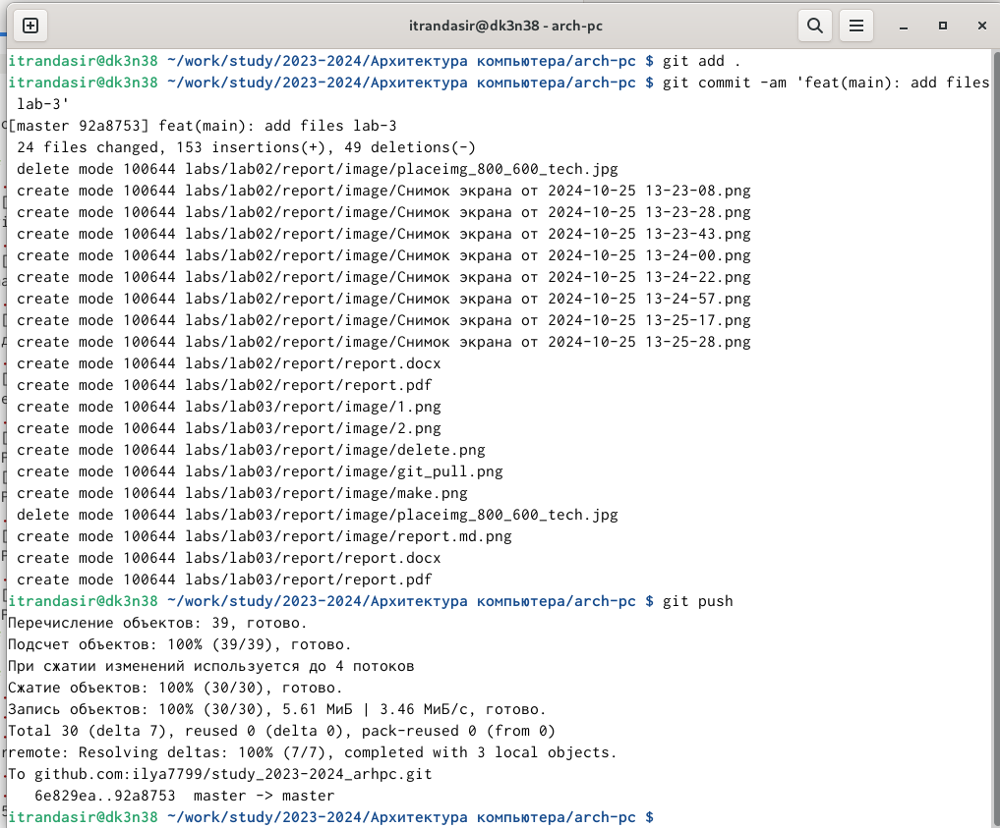 itrandasir@dk3n38 - arch-pc
itrandasir@dk3n38 ~/work/study/2023-2024/Архитектура компьютера/arch-pc $ git add .
itrandasir@dk3n38 ~/work/study/2023-2024/Архитектура компьютера/arch-pc $ git commit -am 'feat(main): add files
lab-3'
[master 92a8753] feat(main): add files lab-3
24 files changed, 153 insertions(+), 49 deletions(-)
delete mode 100644 labs/lab02/report/image/placeimg_800_600_tech.jpg
create mode 100644 labs/lab02/report/image/Снимок экрана от 2024-10-25 13-23-08.png
create mode 100644 labs/lab02/report/image/Снимок экрана от 2024-10-25 13-23-28.png
create mode 100644 labs/lab02/report/image/Снимок экрана от 2024-10-25 13-23-43.png
create mode 100644 labs/lab02/report/image/Снимок экрана от 2024-10-25 13-24-00.png
create mode 100644 labs/lab02/report/image/Снимок экрана от 2024-10-25 13-24-22.png
create mode 100644 labs/lab02/report/image/Снимок экрана от 2024-10-25 13-24-57.png
create mode 100644 labs/lab02/report/image/Снимок экрана от 2024-10-25 13-25-17.png
create mode 100644 labs/lab02/report/image/Снимок экрана от 2024-10-25 13-25-28.png
create mode 100644 labs/lab02/report/report.docx
create mode 100644 labs/lab02/report/report.pdf
create mode 100644 labs/lab03/report/image/1.png
create mode 100644 labs/lab03/report/image/2.png
create mode 100644 labs/lab03/report/image/delete.png
create mode 100644 labs/lab03/report/image/git_pull.png
create mode 100644 labs/lab03/report/image/make.png
delete mode 100644 labs/lab03/report/image/placeimg_800_600_tech.jpg
create mode 100644 labs/lab03/report/image/report.md.png
create mode 100644 labs/lab03/report/report.docx
create mode 100644 labs/lab03/report/report.pdf
itrandasir@dk3n38 ~/work/study/2023-2024/Архитектура компьютера/arch-pc $ git push
Перечисление объектов: 39, готово.
Подсчет объектов: 100% (39/39), готово.
При сжатии изменений используется до 4 потоков
Сжатие объектов: 100% (30/30), готово.
Запись объектов: 100% (30/30), 5.61 МиБ | 3.46 МиБ/с, готово.
Total 30 (delta 7), reused 0 (delta 0), pack-reused 0 (from 0)
remote: Resolving deltas: 100% (7/7), completed with 3 local objects.
To github.com:ilya7799/study_2023-2024_arhpc.git
6e829ea..92a8753  master -> master
itrandasir@dk3n38 ~/work/study/2023-2024/Архитектура компьютера/arch-pc $